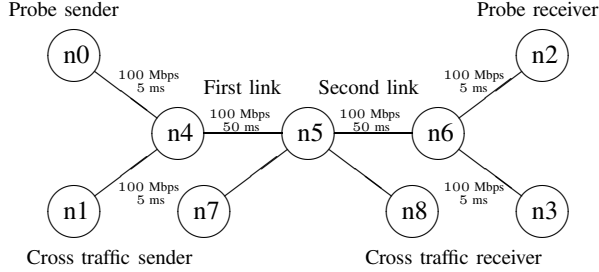 Probe sender
Probe receiver
n0
n2
100 Mbps
5 ms
First link
Second link
100 Mbps
5 ms
100 Mbps
50 ms
100 Mbps
50 ms
n4
n5
n6
100 Mbps
5 ms
100 Mbps
5 ms
n1
n7
n8
n3
Cross traffic sender
Cross traffic receiver